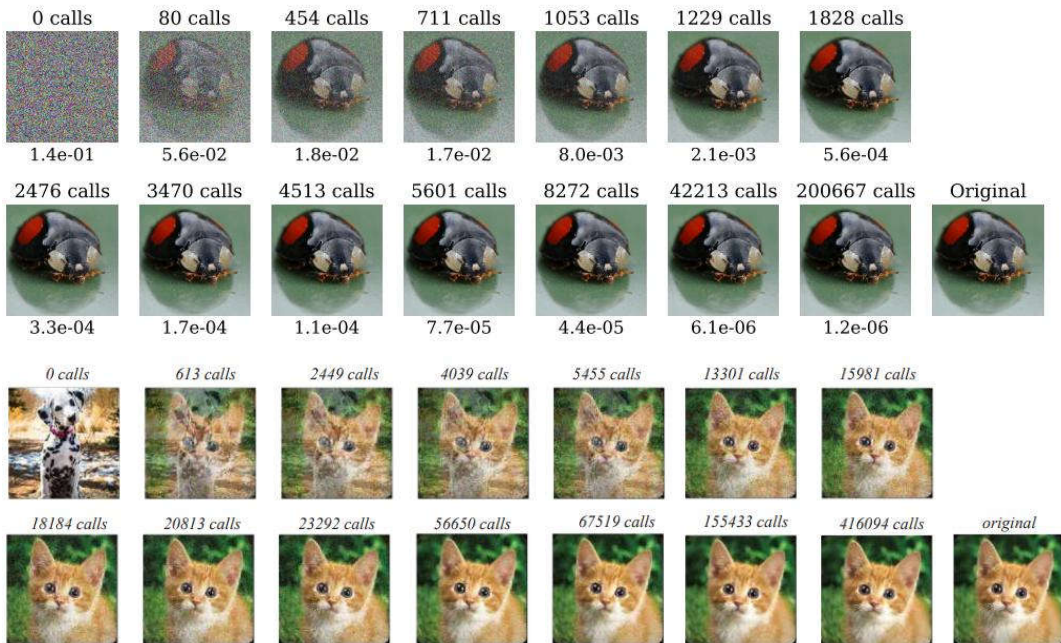 0 calls 80 calls 454 calls 711 calls 1053 calls 1229 calls 1828 calls
1.4e-01 5.6e-02 1.8e-02 1.7e-02 8.0e-03 2.1e-03 5.6e-04
2476 calls 3470 calls 4513 calls 5601 calls 8272 calls 42213 calls 200667 calls Original
3.3e-04 1.7e-04 1.1e-04 7.7e-05 4.4e-05 6.1e-06 1.2e-06
0 calls 613 calls 2449 calls 4039 calls 5455 calls 13301 calls 15981 calls
18184 calls 20813 calls 23292 calls 56650 calls 67519 calls 155433 calls 416094 calls original